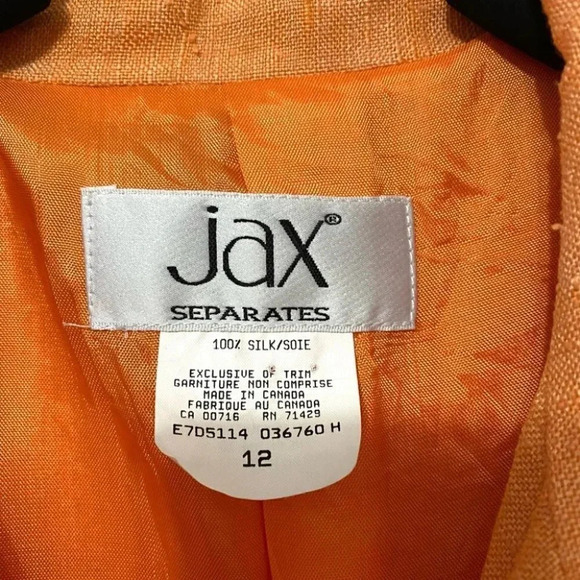 jax®
SEPARATES
100% SILK/SOIE
EXCLUSIVE OF TRIM
GARNITURE NON COMPRISE
MADE IN CANADA
FABRIQUE AU CANADA
CA 00716 RN 71429
E7D5114 036760 H
12